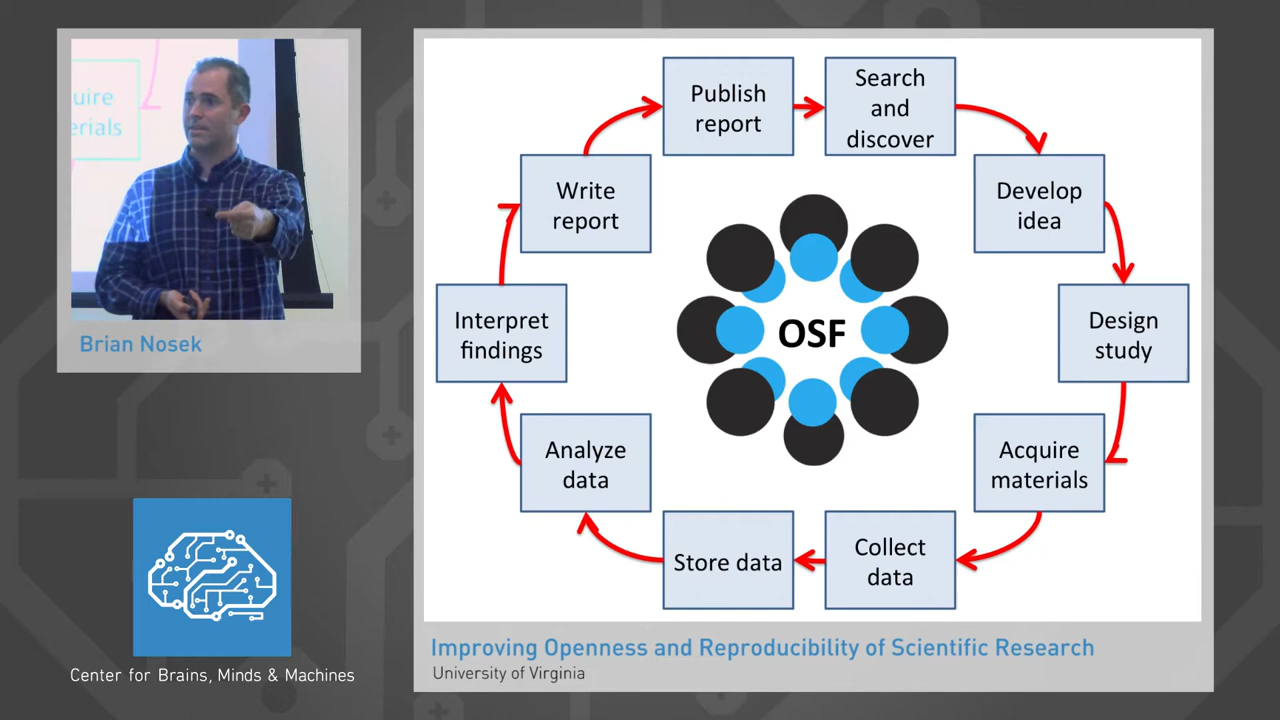 uire
erials
Brian Nosek
Center for Brains, Minds & Machines
Publish
report
Search
and
discover
Write
report
Develop
idea
Interpret
findings
OSF
Design
study
Analyze
data
Acquire
materials
Store data
Collect
data
Improving Openness and Reproducibility of Scientific Research
University of Virginia